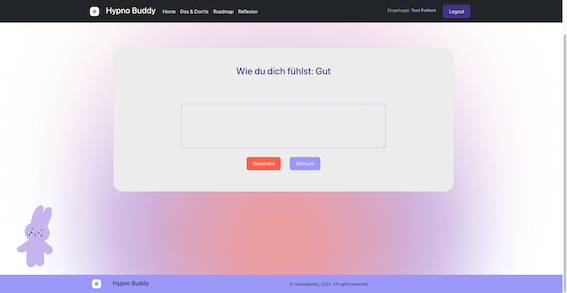 Hypno Buddy Home Dos & Don'ts Roadmap Reflexion Eingeloggt: Test Patient Logout
Wie du dich fühlst: Gut
Speichern Abbruch
Hypno Buddy © HypnoBuddy, 2023. All rights reserved.